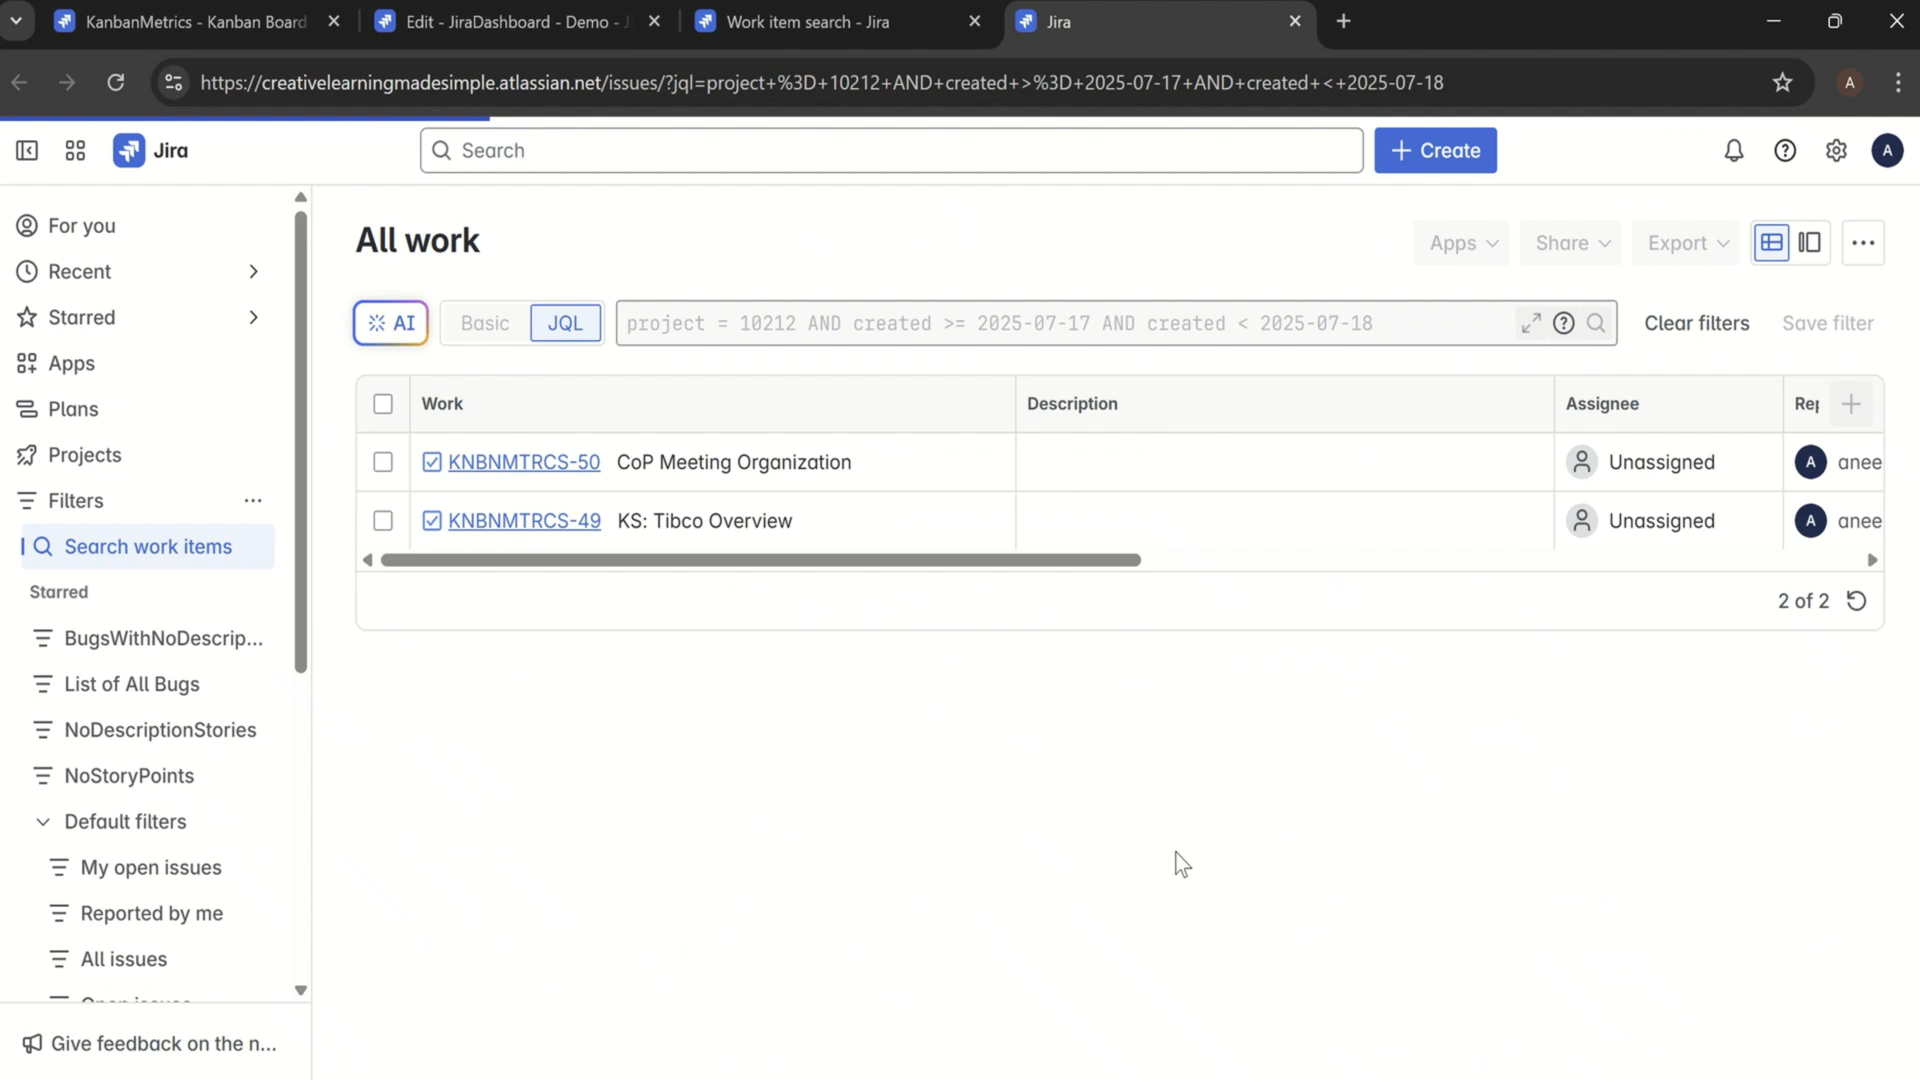 KanbanMetrics - Kanban Board
Edit - JiraDashboard - Demo - Ji
Work item search - Jira
Jira
https://creativelearningmadesimple.atlassian.net/issues/?jql=project+%3D+10212+AND+created+>%3D+2025-07-17+AND+created+<+2025-07-18
A
Jira
Search
Create
A
For you
Recent
Starred
Apps
Plans
Projects
Filters
Search work items
Starred
BugsWithNoDescrip...
List of All Bugs
NoDescriptionStories
NoStoryPoints
Default filters
My open issues
Reported by me
All issues
Open issues
Give feedback on the n...
All work
Apps
Share
Export
AI
Basic
JQL
project = 10212 AND created >= 2025-07-17 AND created < 2025-07-18
Clear filters
Save filter
Work
Description
Assignee
Rep
KNBNMTRCS-50 CoP Meeting Organization
Unassigned
A anee
KNBNMTRCS-49 KS: Tibco Overview
Unassigned
A anee
2 of 2